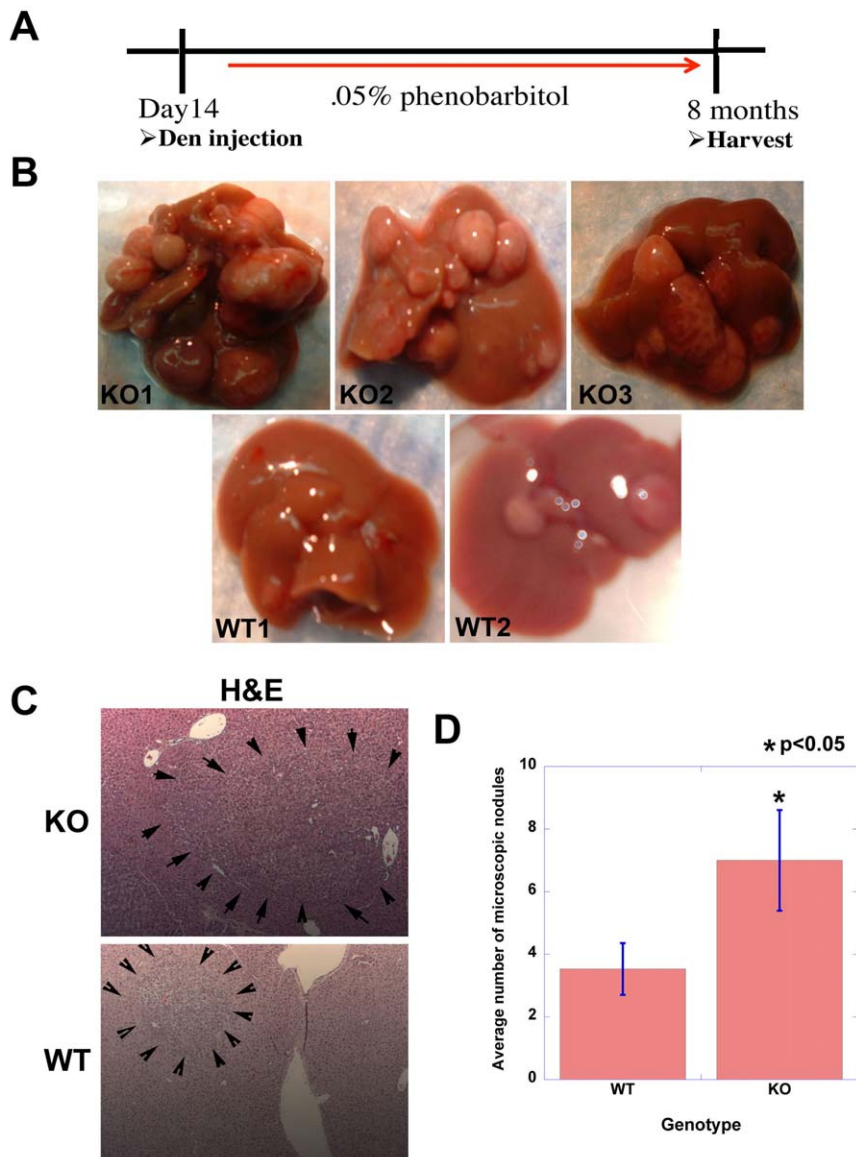 A
.05% phenobarbitol
Day14
➢Den injection
8 months
➢Harvest
B
KO1
KO2
KO3
WT1
WT2
C
H&E
KO
WT
D
* p<0.05
*
Average number of microscopic nodules
10
8
6
4
2
0
WT
KO
Genotype